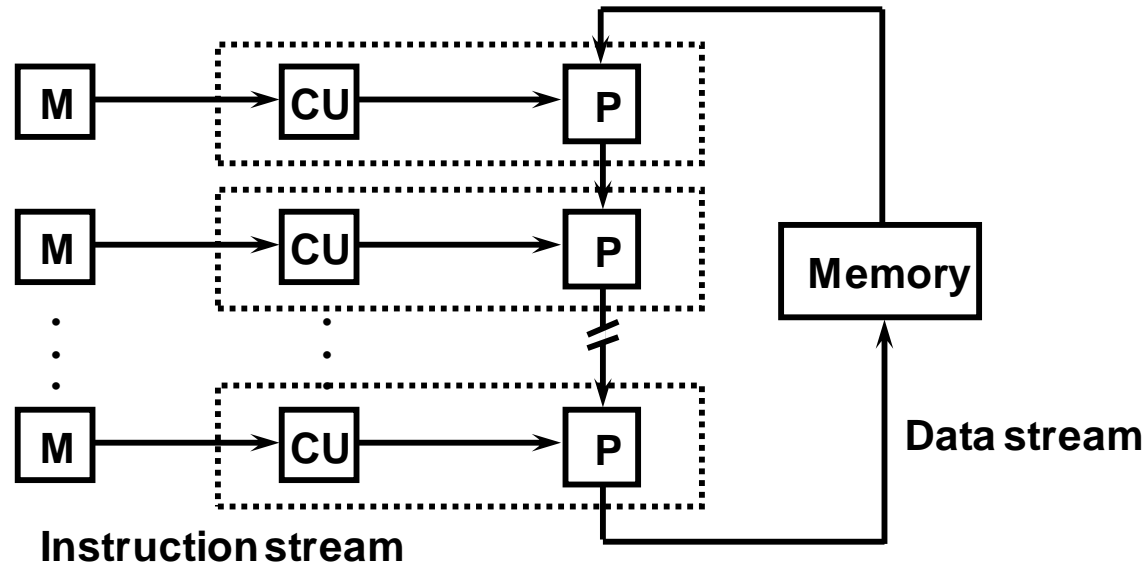 M
CU
P
M
CU
P
Memory
M
CU
P
Data stream
Instruction stream